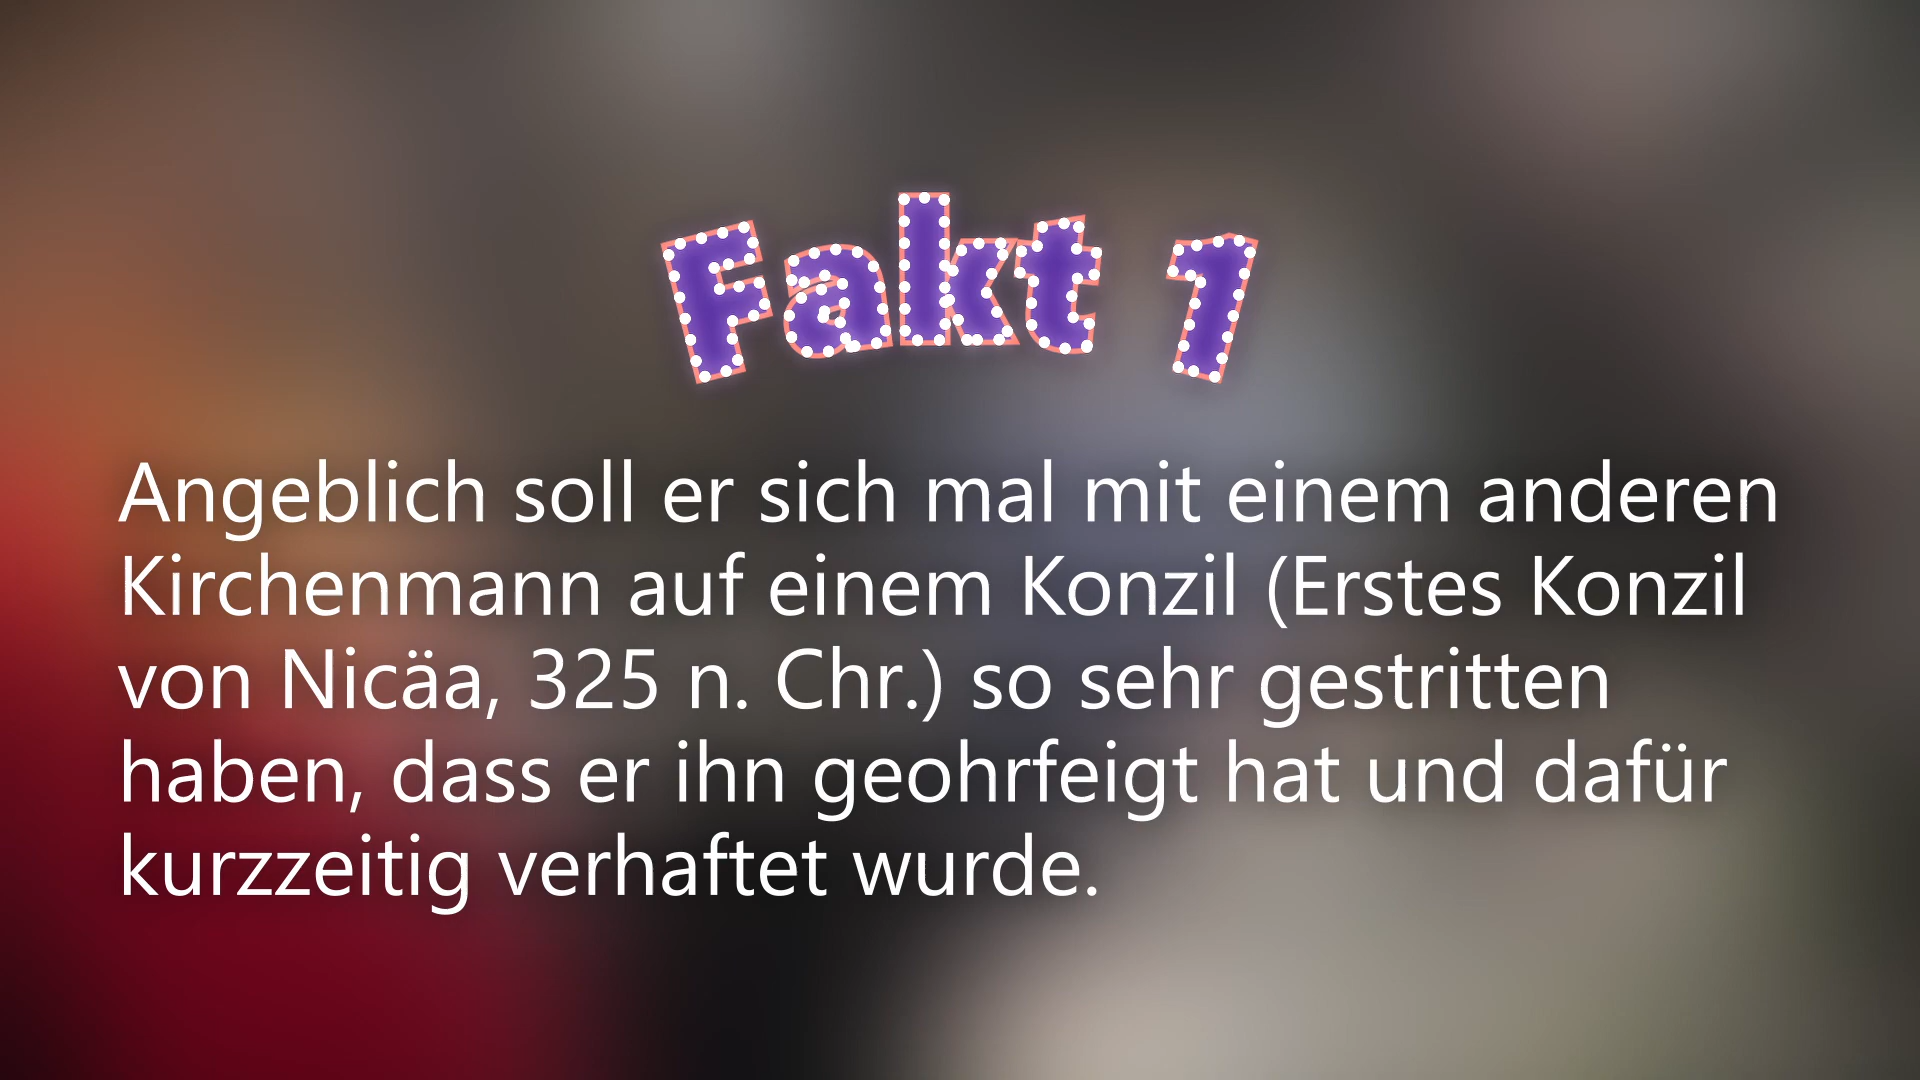 Fakt 1
Angeblich soll er sich mal mit einem anderen
Kirchenmann auf einem Konzil (Erstes Konzil
von Nicäa, 325 n. Chr.) so sehr gestritten
haben, dass er ihn geohrfeigt hat und dafür
kurzzeitig verhaftet wurde.